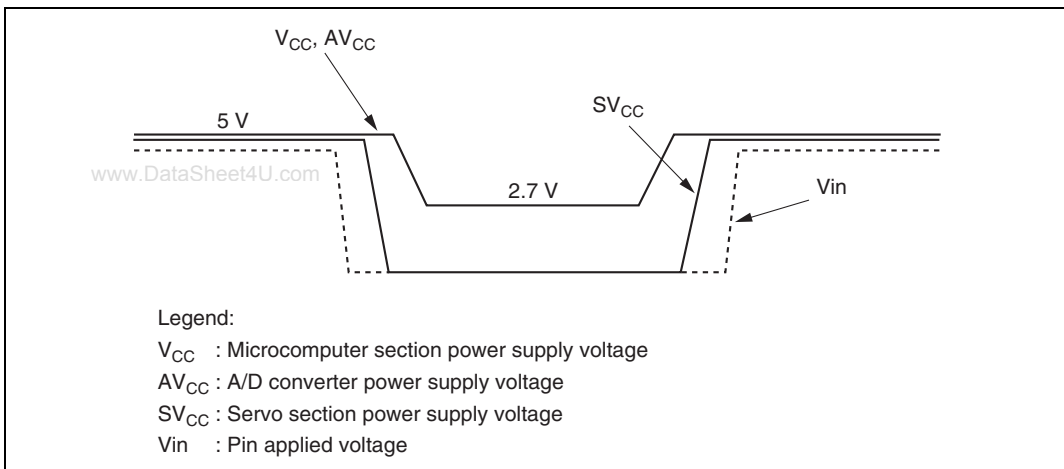 V_CC, AV_CC
5 V
SV_CC
www.DataSheet4U.com
2.7 V
Vin
Legend:
V_CC : Microcomputer section power supply voltage
AV_CC : A/D converter power supply voltage
SV_CC : Servo section power supply voltage
Vin : Pin applied voltage